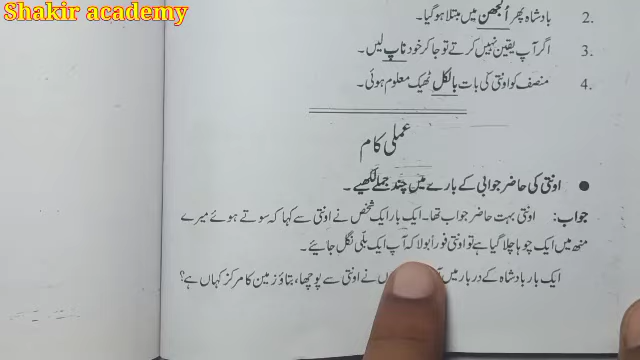 Shakir academy
2. بادشاہ پھر اُلجھن میں مبتلا ہو گیا۔
3. اگر آپ یقین نہیں کرتے تو جا کر خود ناپ لیں۔
4. منصف کو اونتی کی بات بالکل ٹھیک معلوم ہوئی۔
عملی کام
● اونتی کی حاضر جوابی کے بارے میں چند جملے لکھیے۔
جواب: اونتی بہت حاضر جواب تھا۔ ایک بار ایک شخص نے اونتی سے کہا کہ سوتے ہوئے میرے
منھ میں ایک چوہا چلا گیا ہے تو اونتی فوراً بولا کہ آپ ایک بلّی نگل جائیے۔
ایک بار بادشاہ کے دربار میں نے اونتی سے پوچھا، بتاؤ زمین کا مرکز کہاں ہے؟